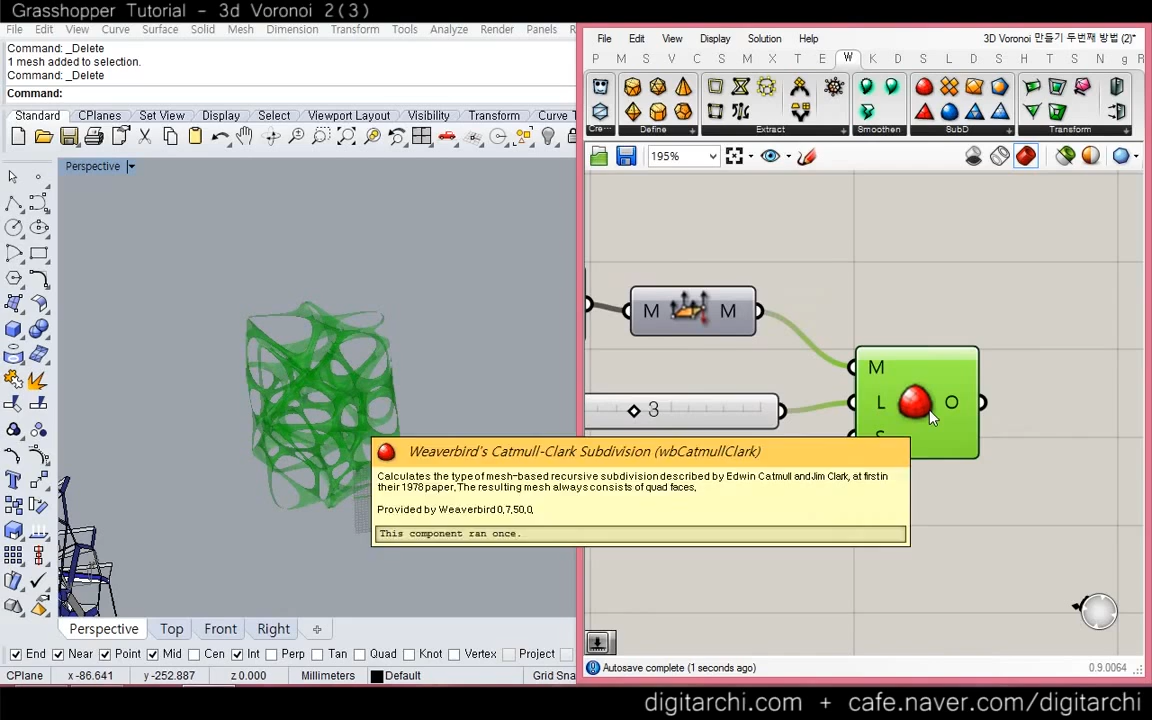 Grasshopper Tutorial - 3d Voronoi 2(3)
File Edit View Curve Surface Solid Mesh Dimension Transform Tools Analyze Render Panels
Command: _Delete
1 mesh added to selection.
Command: _Delete
Command:
Standard CPlanes Set View Display Select Viewport Layout Visibility Transform Curve T
Perspective
File Edit View Display Solution Help
3D Voronoi 만들기 두번째 방법 (2)*
P M S V C S M X T E W K D S L D S H T S N g R
Cre... Define Extract Smoothen SubD Transform
195%
M M
3
M
L O
S
Weaverbird's Catmull-Clark Subdivision (wbCatmullClark)
Calculates the type of mesh-based recursive subdivision described by Edwin Catmull and Jim Clark, at first in
their 1978 paper, The resulting mesh always consists of quad faces,
Provided by Weaverbird 0,7,50,0,
This component ran once.
Perspective Top Front Right
End Near Point Mid Cen Int Perp Tan Quad Knot Vertex Project
CPlane x -86.641 y -252.887 z 0.000 Millimeters Default Grid Sna
Autosave complete (1 seconds ago)
0.9.0064
digitarchi.com + cafe.naver.com/digitarchi